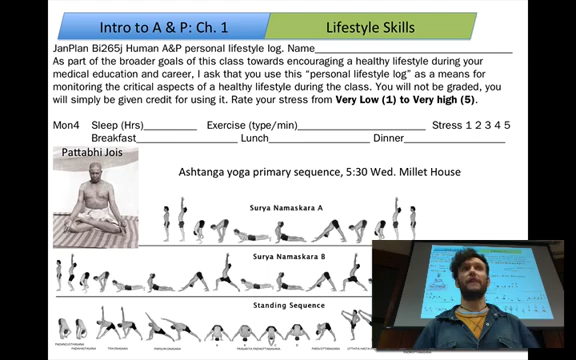 Intro to A & P: Ch. 1
Lifestyle Skills
JanPlan Bi265j Human A&P personal lifestyle log. Name
As part of the broader goals of this class towards encouraging a healthy lifestyle during your
medical education and career, I ask that you use this “personal lifestyle log” as a means for
monitoring the critical aspects of a healthy lifestyle during the class. You will not be graded, you
will simply be given credit for using it. Rate your stress from Very Low (1) to Very high (5).
Mon4 Sleep (Hrs)__________ Exercise (type/min)__________ Stress 1 2 3 4 5
Breakfast__________ Lunch__________ Dinner__________
Pattabhi Jois
Ashtanga yoga primary sequence, 5:30 Wed. Millet House
Surya Namaskara A
Surya Namaskara B
Standing Sequence